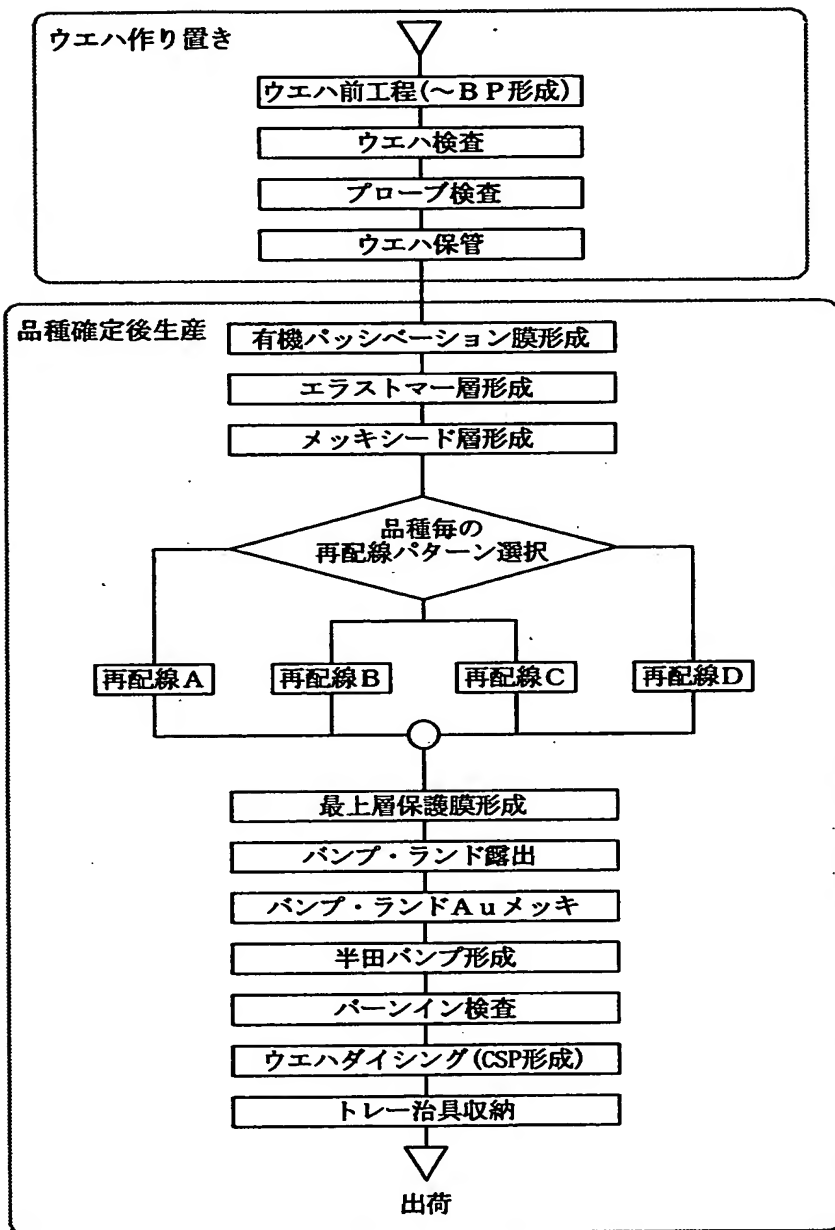 ウエハ作り置き
ウエハ前工程(～ＢＰ形成)
ウエハ検査
プローブ検査
ウエハ保管
品種確定後生産
有機パッシベーション膜形成
エラストマー層形成
メッキシード層形成
品種毎の
再配線パターン選択
再配線Ａ
再配線Ｂ
再配線Ｃ
再配線Ｄ
最上層保護膜形成
バンプ・ランド露出
バンプ・ランドＡｕメッキ
半田バンプ形成
バーンイン検査
ウエハダイシング(CSP形成)
トレー治具収納
出荷